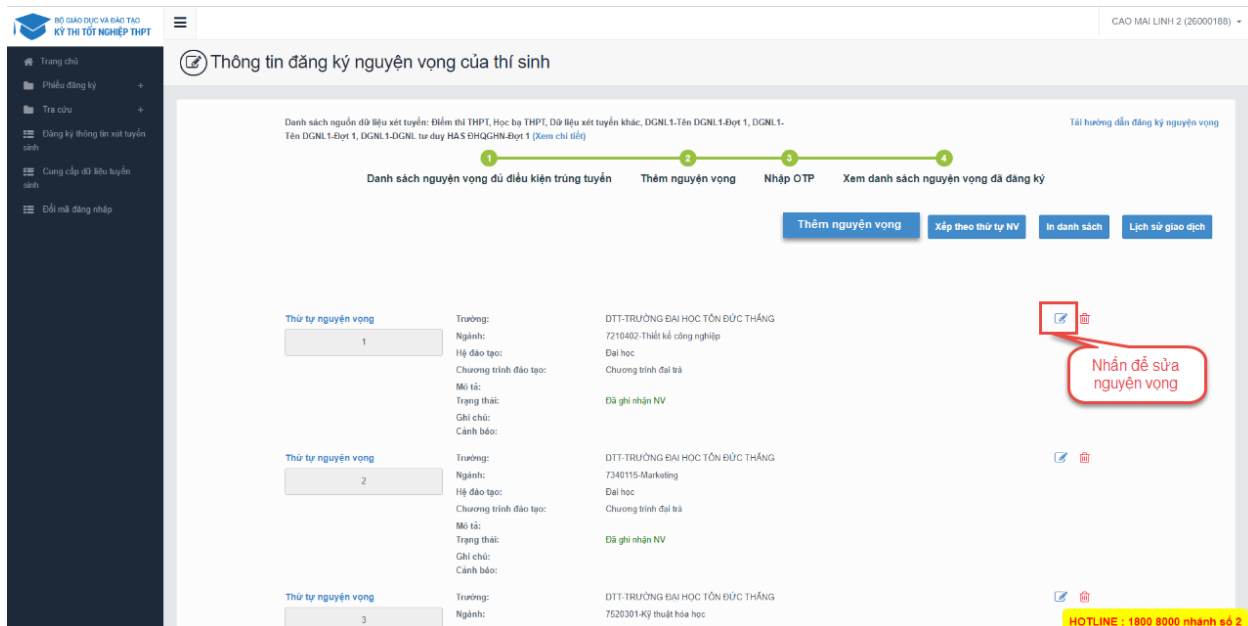 BỘ GIÁO DỤC VÀ ĐÀO TẠO
KỲ THI TỐT NGHIỆP THPT
CAO MAI LINH 2 (26000188)
Trang chủ
Phiếu đăng ký +
Tra cứu +
Đăng ký thông tin xét tuyển
sinh
Cung cấp dữ liệu tuyển
sinh
Đổi mã đăng nhập
Thông tin đăng ký nguyện vọng của thí sinh
Danh sách nguồn dữ liệu xét tuyển: Điểm thi THPT, Học bạ THPT, Dữ liệu xét tuyển khác, DGNL1-Tên DGNL1-Đợt 1, DGNL1-
Tên DGNL1-Đợt 1, DGNL1-DGNL tư duy HAS ĐHQGHN-Đợt 1 (Xem chi tiết)
Tải hướng dẫn đăng ký nguyện vọng
1 2 3 4
Danh sách nguyện vọng đủ điều kiện trúng tuyển Thêm nguyện vọng Nhập OTP Xem danh sách nguyện vọng đã đăng ký
Thêm nguyện vọng Xếp theo thứ tự NV In danh sách Lịch sử giao dịch
Thứ tự nguyện vọng
1
Trường: DTT-TRƯỜNG ĐẠI HỌC TÔN ĐỨC THẮNG
Ngành: 7210402-Thiết kế công nghiệp
Hệ đào tạo: Đại học
Chương trình đào tạo: Chương trình đại trà
Mô tả:
Trạng thái: Đã ghi nhận NV
Ghi chú:
Cảnh báo:
Nhấn để sửa
nguyện vọng
Thứ tự nguyện vọng
2
Trường: DTT-TRƯỜNG ĐẠI HỌC TÔN ĐỨC THẮNG
Ngành: 7340115-Marketing
Hệ đào tạo: Đại học
Chương trình đào tạo: Chương trình đại trà
Mô tả:
Trạng thái: Đã ghi nhận NV
Ghi chú:
Cảnh báo:
Thứ tự nguyện vọng
3
Trường: DTT-TRƯỜNG ĐẠI HỌC TÔN ĐỨC THẮNG
Ngành: 7520301-Kỹ thuật hóa học
HOTLINE : 1800 8000 nhánh số 2